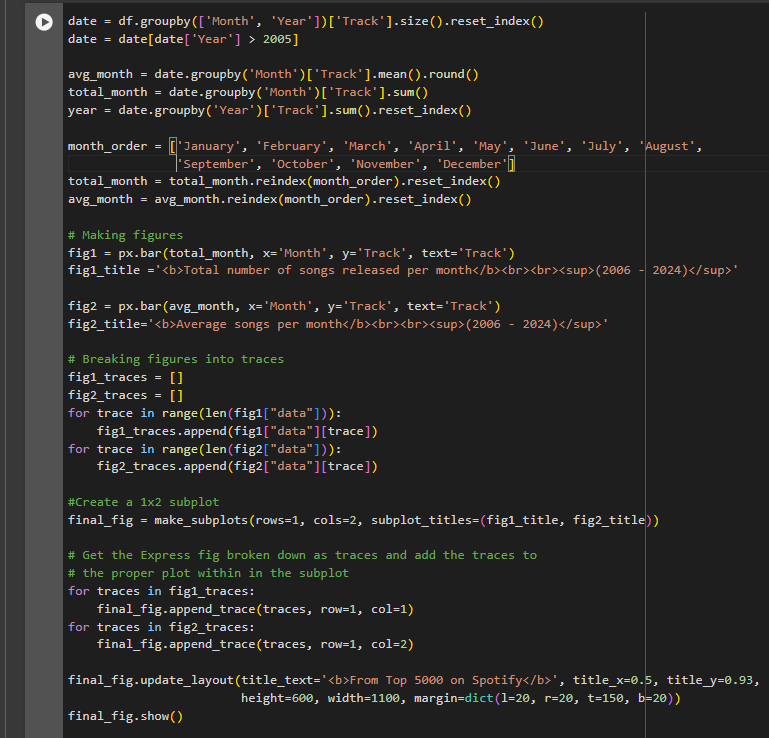 date = df.groupby(['Month', 'Year'])['Track'].size().reset_index()
date = date[date['Year'] > 2005]

avg_month = date.groupby('Month')['Track'].mean().round()
total_month = date.groupby('Month')['Track'].sum()
year = date.groupby('Year')['Track'].sum().reset_index()

month_order = ['January', 'February', 'March', 'April', 'May', 'June', 'July', 'August',
               'September', 'October', 'November', 'December']
total_month = total_month.reindex(month_order).reset_index()
avg_month = avg_month.reindex(month_order).reset_index()

# Making figures
fig1 = px.bar(total_month, x='Month', y='Track', text='Track')
fig1_title ='<b>Total number of songs released per month</b><br><br><sup>(2006 - 2024)</sup>'

fig2 = px.bar(avg_month, x='Month', y='Track', text='Track')
fig2_title='<b>Average songs per month</b><br><br><sup>(2006 - 2024)</sup>'

# Breaking figures into traces
fig1_traces = []
fig2_traces = []
for trace in range(len(fig1["data"])):
    fig1_traces.append(fig1["data"][trace])
for trace in range(len(fig2["data"])):
    fig2_traces.append(fig2["data"][trace])

#Create a 1x2 subplot
final_fig = make_subplots(rows=1, cols=2, subplot_titles=(fig1_title, fig2_title))

# Get the Express fig broken down as traces and add the traces to
# the proper plot within in the subplot
for traces in fig1_traces:
    final_fig.append_trace(traces, row=1, col=1)
for traces in fig2_traces:
    final_fig.append_trace(traces, row=1, col=2)

final_fig.update_layout(title_text='<b>From Top 5000 on Spotify</b>', title_x=0.5, title_y=0.93,
                        height=600, width=1100, margin=dict(l=20, r=20, t=150, b=20))
final_fig.show()